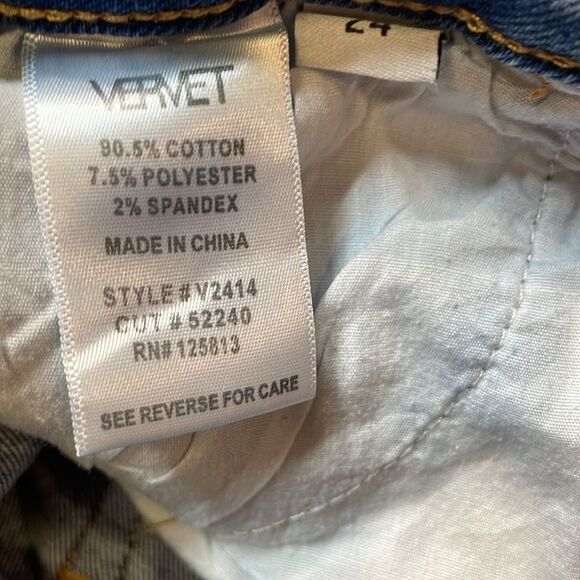 24
VERVET
90.5% COTTON
7.5% POLYESTER
2% SPANDEX
MADE IN CHINA
STYLE # V2414
CUT # 52240
RN# 125813
SEE REVERSE FOR CARE